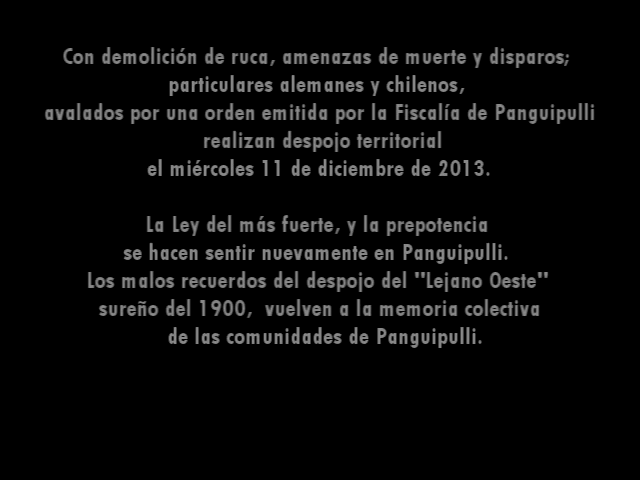 Con demolición de ruca, amenazas de muerte y disparos;
particulares alemanes y chilenos,
avalados por una orden emitida por la Fiscalía de Panguipulli
realizan despojo territorial
el miércoles 11 de diciembre de 2013.
La Ley del más fuerte, y la prepotencia
se hacen sentir nuevamente en Panguipulli.
Los malos recuerdos del despojo del "Lejano Oeste"
sureño del 1900, vuelven a la memoria colectiva
de las comunidades de Panguipulli.